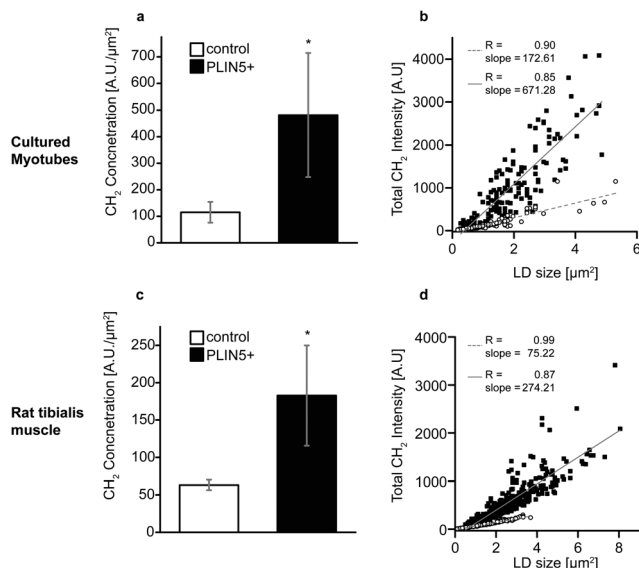 a
control
PLIN5+
*
CH2 Concnetration [A.U./µm²]
700
600
500
400
300
200
100
0
Cultured
Myotubes
b
R = 0.90
slope = 172.61
R = 0.85
slope = 671.28
Total CH2 Intensity [A.U]
4000
3000
2000
1000
0
0 2 4 6
LD size [µm²]
c
control
PLIN5+
*
CH2 Concnetration [A.U./µm²]
250
200
150
100
50
0
Rat tibialis
muscle
d
R = 0.99
slope = 75.22
R = 0.87
slope = 274.21
Total CH2 Intensity [A.U]
4000
2000
1000
0
0 2 4 6 8
LD size [µm²]